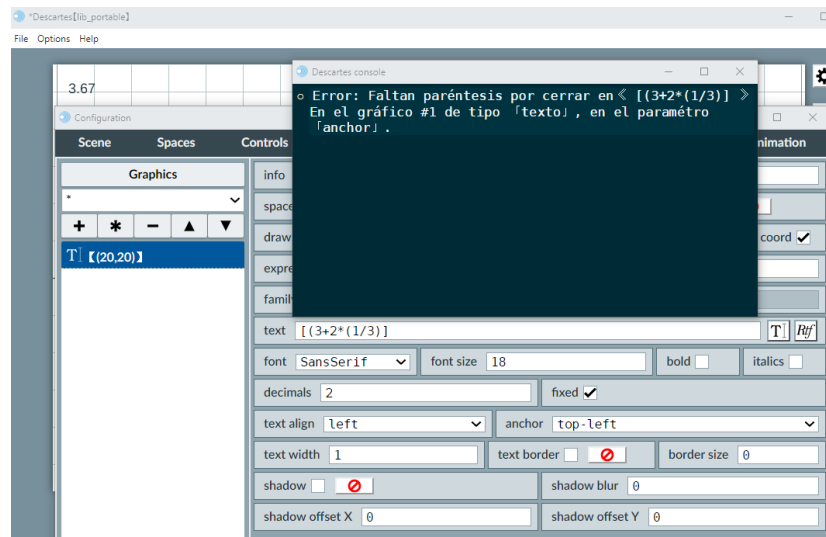 *Descartes【lib_portable】
File Options Help
3.67
Descartes console
Error: Faltan paréntesis por cerrar en《 [(3+2*(1/3)] 》
En el gráfico #1 de tipo 「texto」, en el paramétro
「anchor」.
Configuration
Scene Spaces Controls nimation
Graphics
*
+ * − ▲ ▼
T 【(20,20)】
info
space
draw coord
expre
famil
text [(3+2*(1/3)] T Rtf
font SansSerif font size 18 bold italics
decimals 2 fixed
text align left anchor top-left
text width 1 text border border size 0
shadow shadow blur 0
shadow offset X 0 shadow offset Y 0